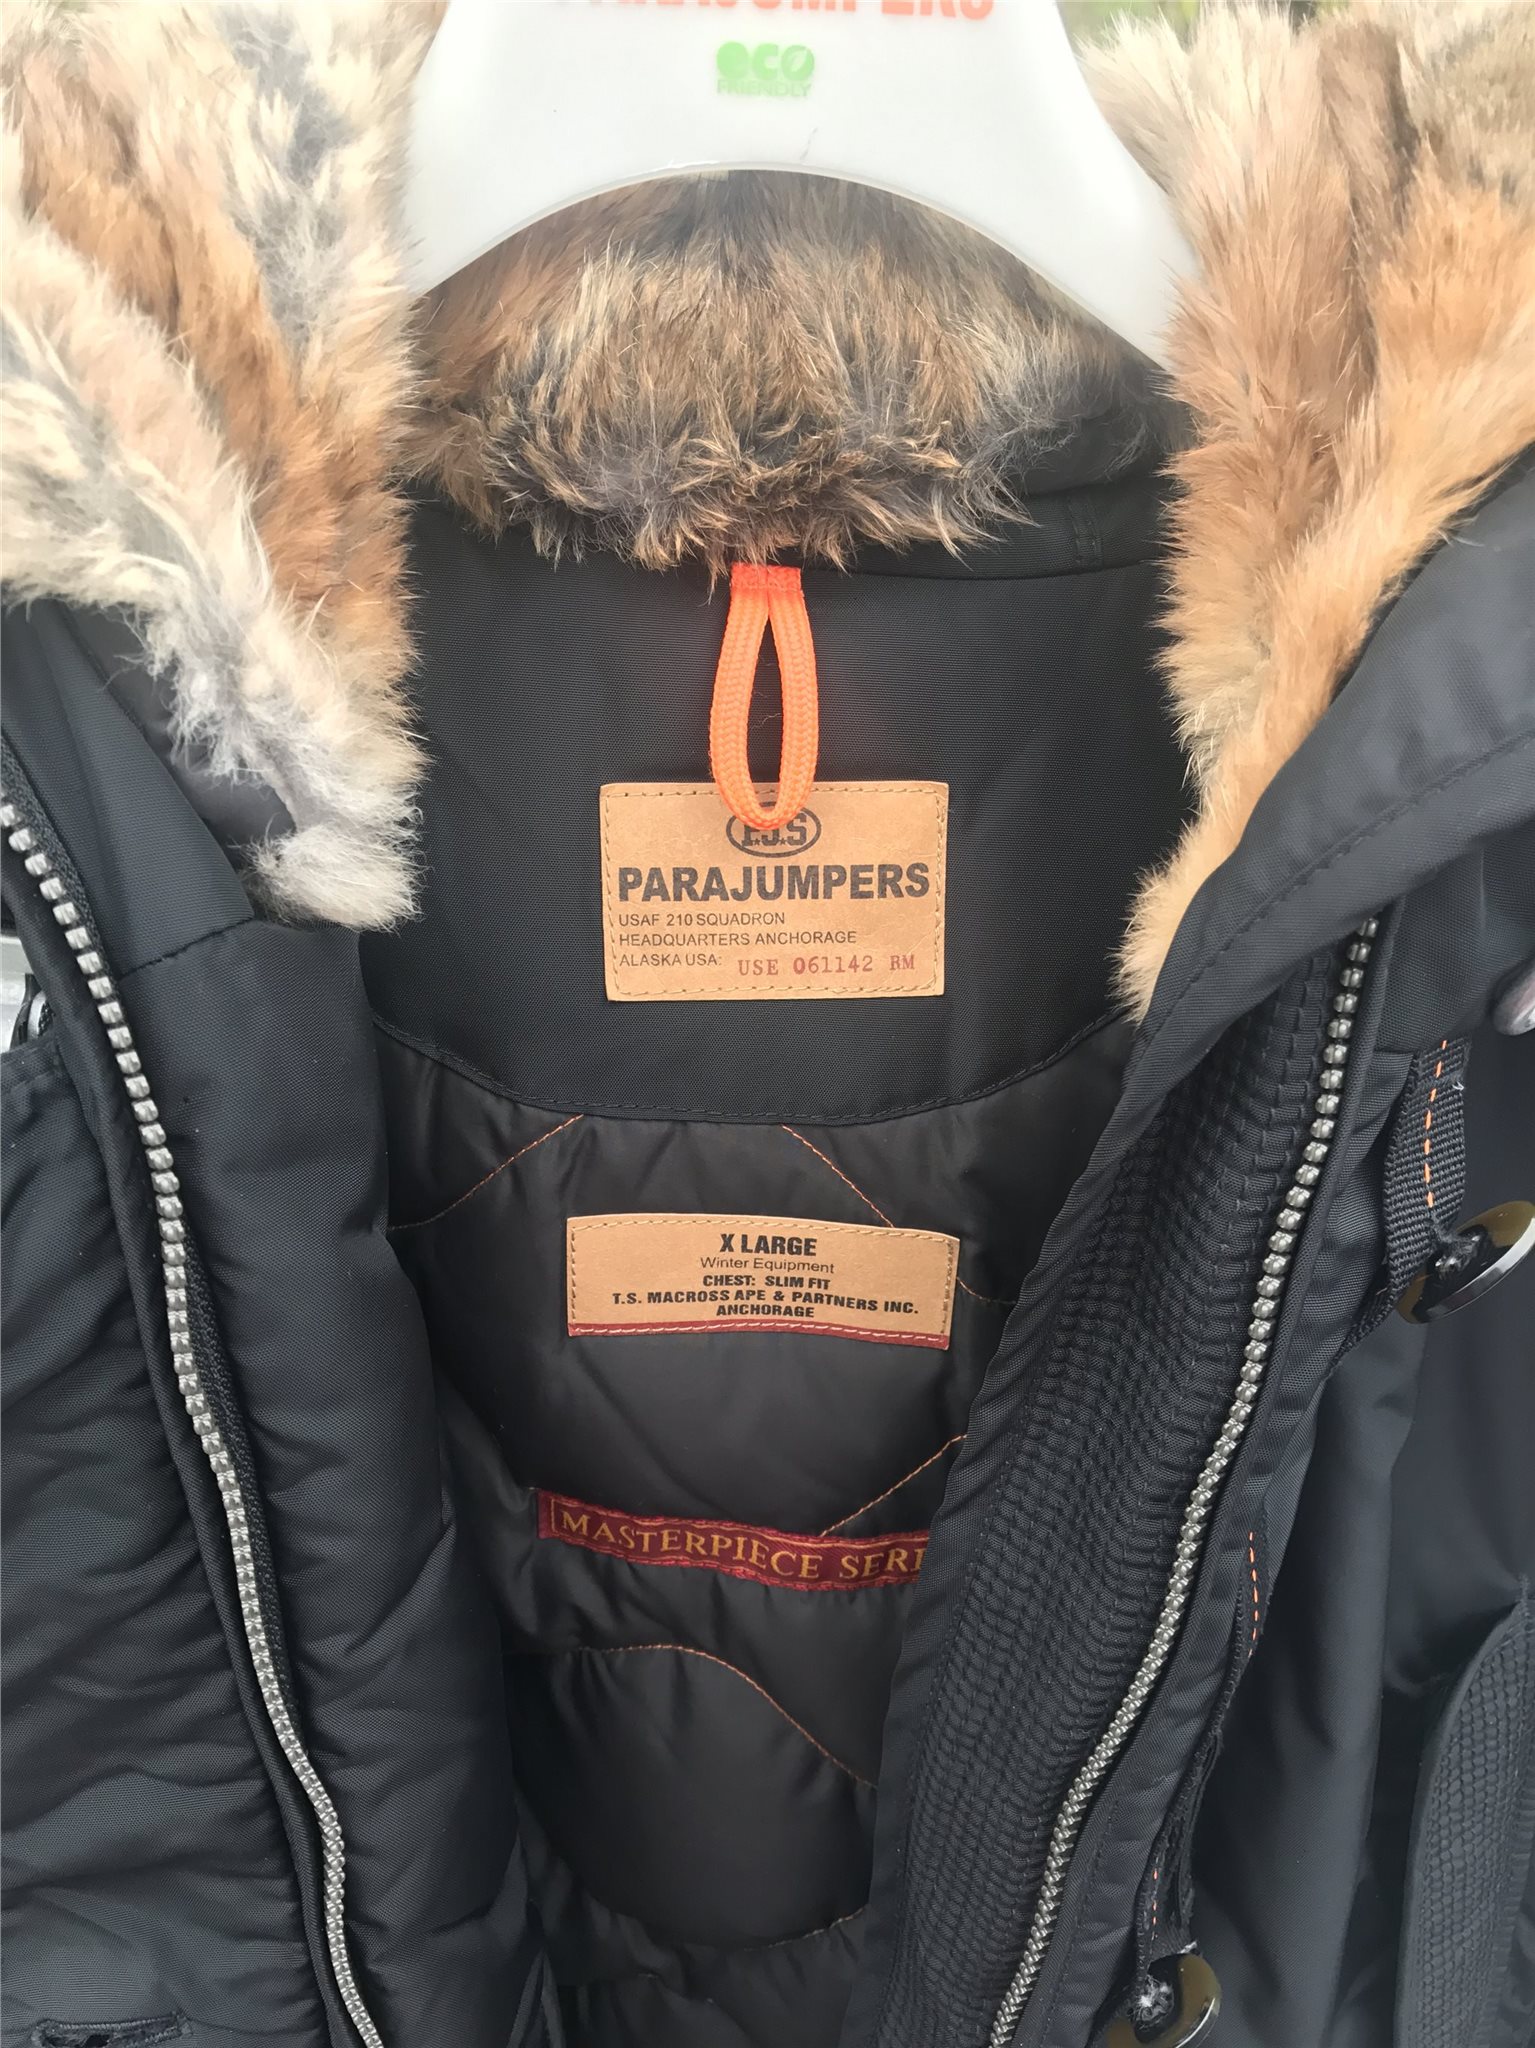 PARAJUMPERS
eco
FRIENDLY
P.J.S
PARAJUMPERS
USAF 210 SQUADRON
HEADQUARTERS ANCHORAGE
ALASKA USA: USE 061142 RM
X LARGE
Winter Equipment
CHEST: SLIM FIT
T.S. MACROSS APE & PARTNERS INC.
ANCHORAGE
MASTERPIECE SERI